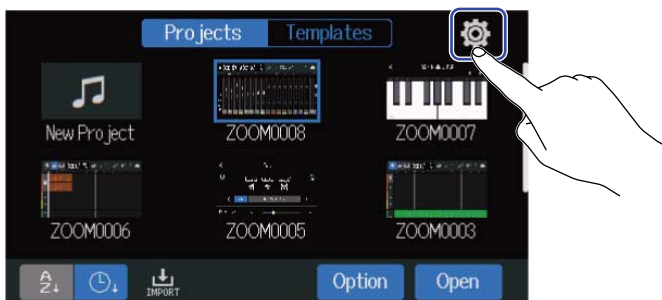 Projects Templates
New Project ZOOM0008 ZOOM0007
ZOOM0006 ZOOM0005 ZOOM0003
A
Z
IMPORT Option Open